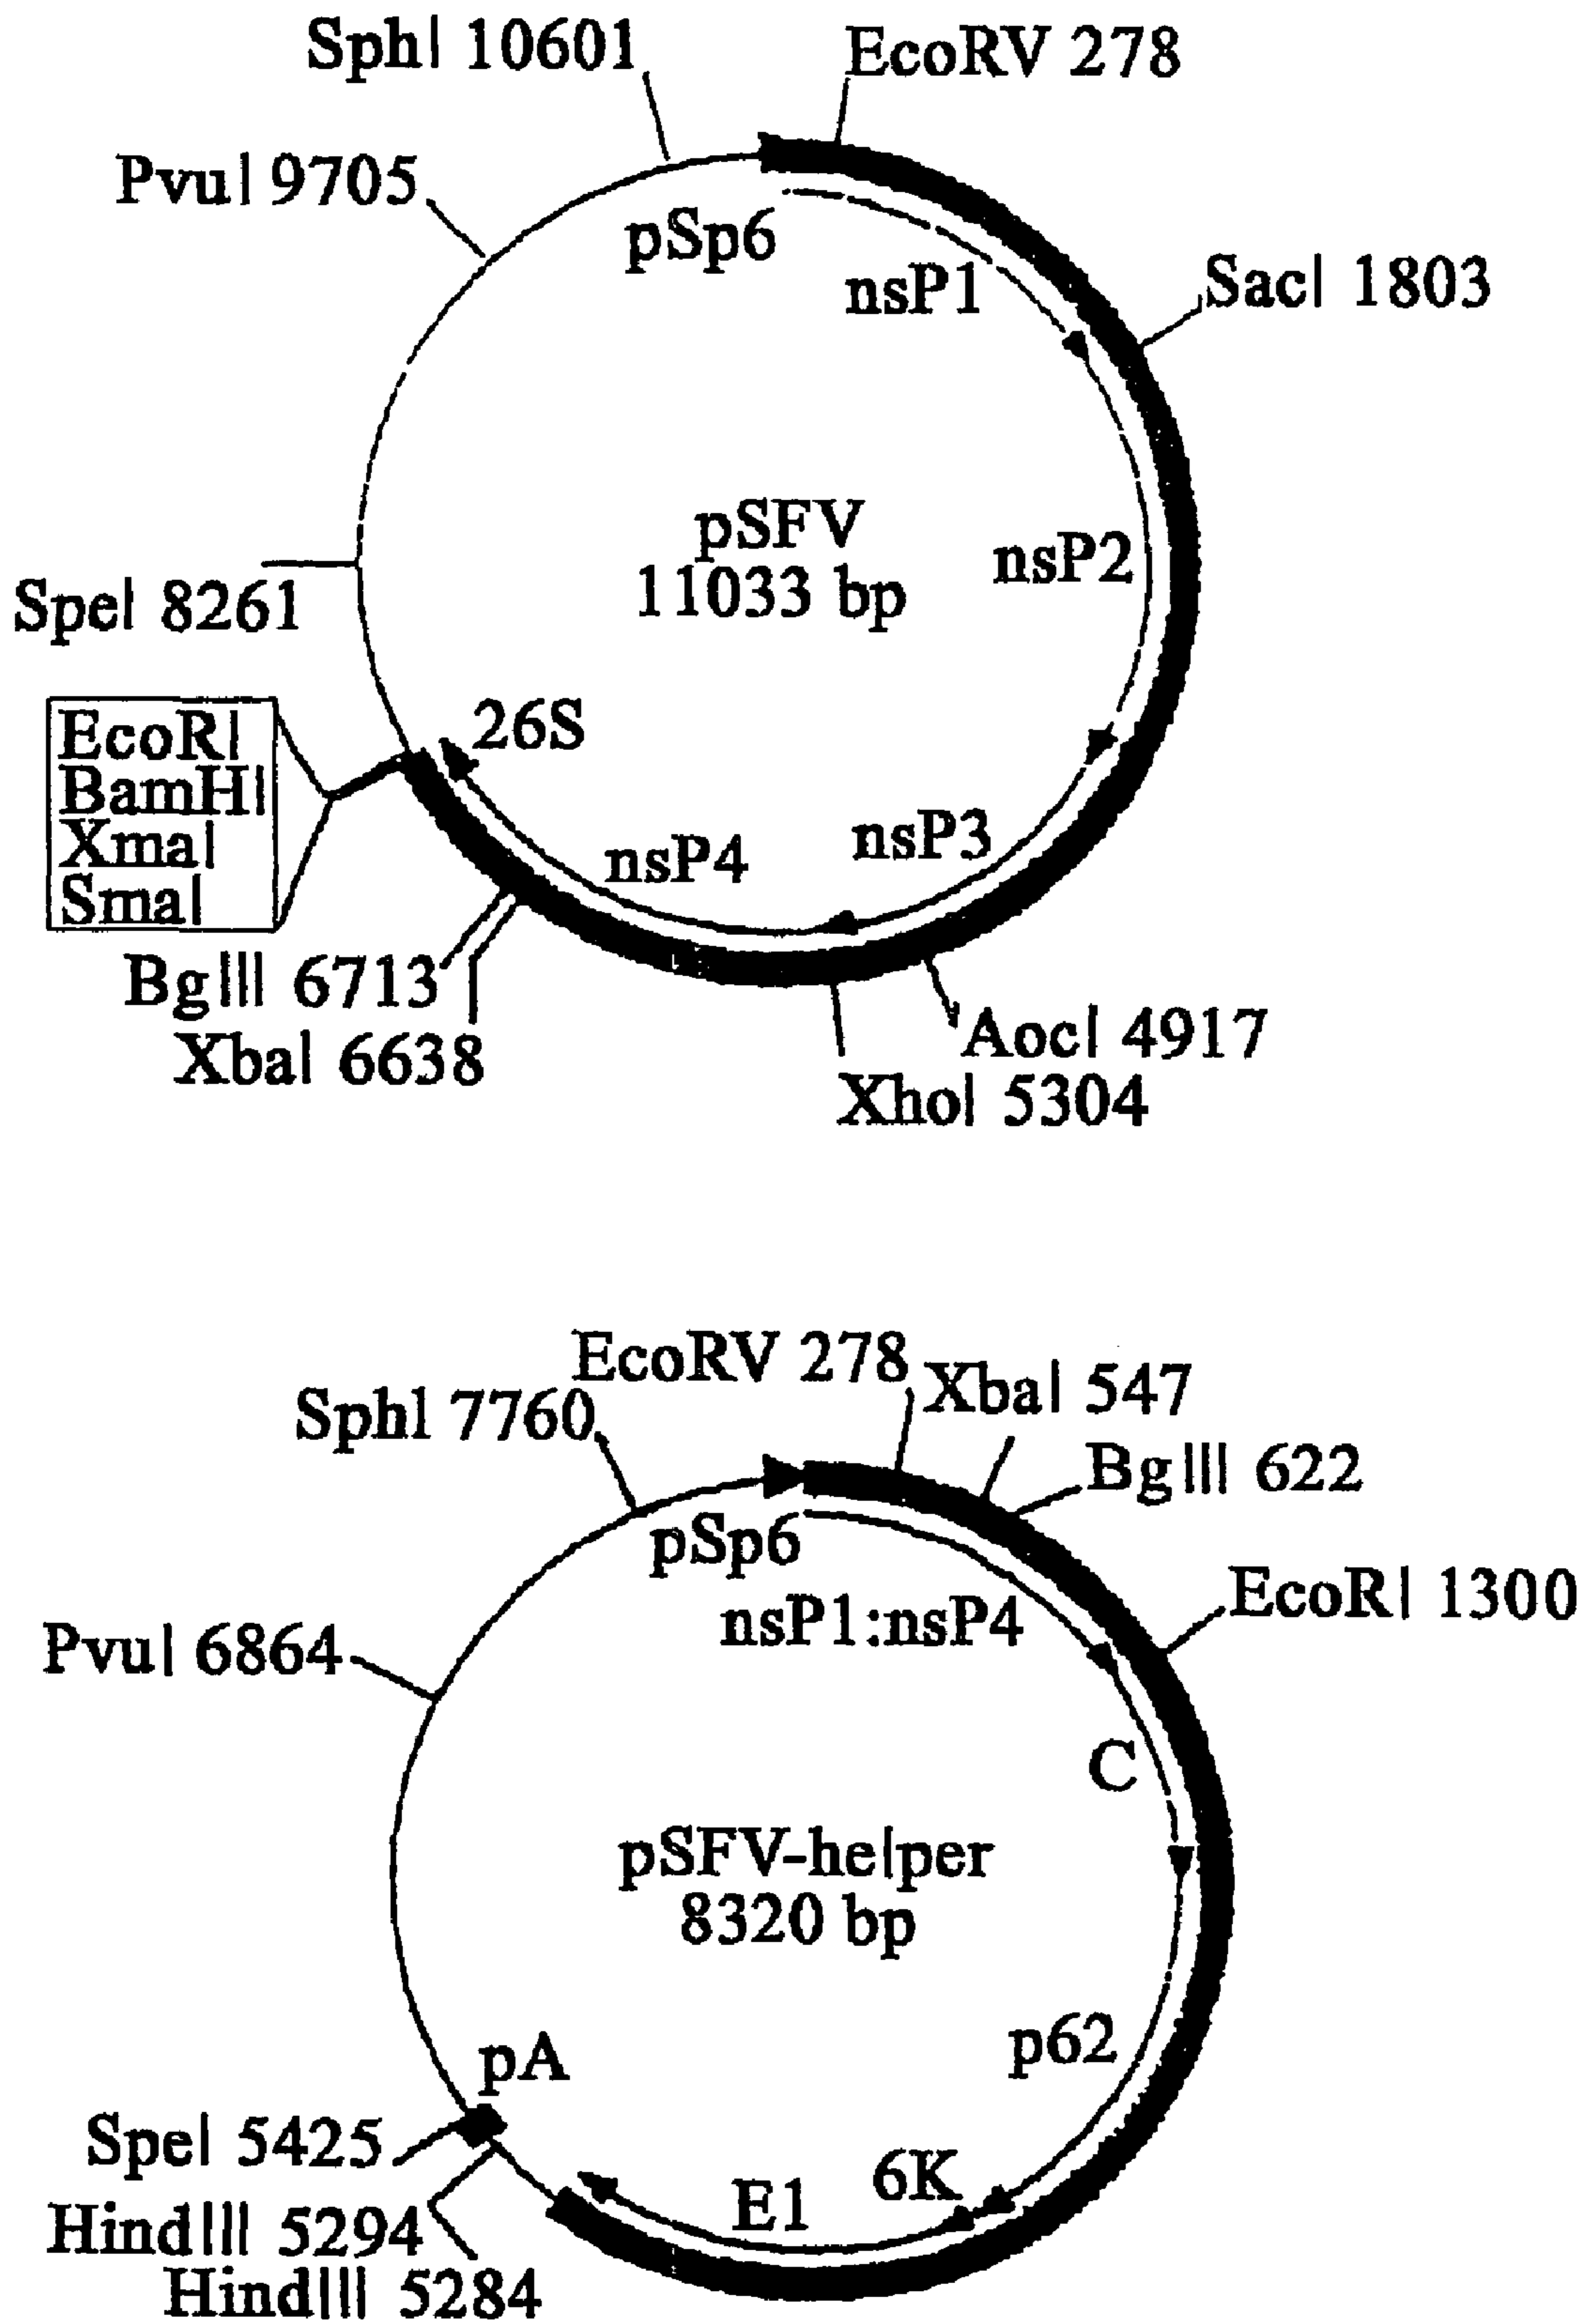 SphI 10601
EcoRV 278
PvuI 9705
pSp6
nsP1
SacI 1803
pSFV
11033 bp
nsP2
SpeI 8261
26S
EcoRI
BamHI
XmaI
SmaI
nsP4
nsP3
BglII 6713
XbaI 6638
AocI 4917
XhoI 5304
EcoRV 278
XbaI 547
SphI 7760
BglII 622
pSp6
EcoRI 1300
nsP1:nsP4
PvuI 6864
C
pSFV-helper
8320 bp
p62
pA
SpeI 5425
6K
E1
HindIII 5294
HindIII 5284